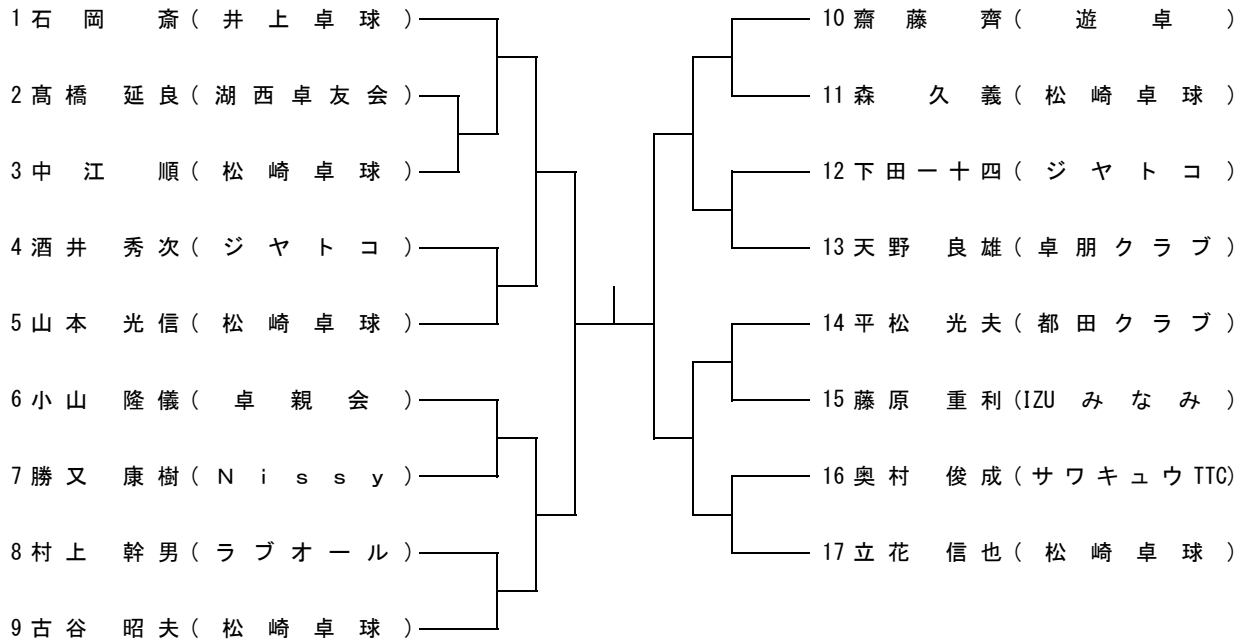 1 石岡 斎 (井上卓球)
2 髙橋 延良 (湖西卓友会)
3 中江 順 (松崎卓球)
4 酒井 秀次 (ジヤトコ)
5 山本 光信 (松崎卓球)
6 小山 隆儀 (卓親会)
7 勝又 康樹 (Ｎｉｓｓｙ)
8 村上 幹男 (ラブオール)
9 古谷 昭夫 (松崎卓球)
10 齋藤 齊 (遊卓)
11 森 久義 (松崎卓球)
12 下田一十四 (ジヤトコ)
13 天野 良雄 (卓朋クラブ)
14 平松 光夫 (都田クラブ)
15 藤原 重利 (IZUみなみ)
16 奥村 俊成 (サワキュウTTC)
17 立花 信也 (松崎卓球)